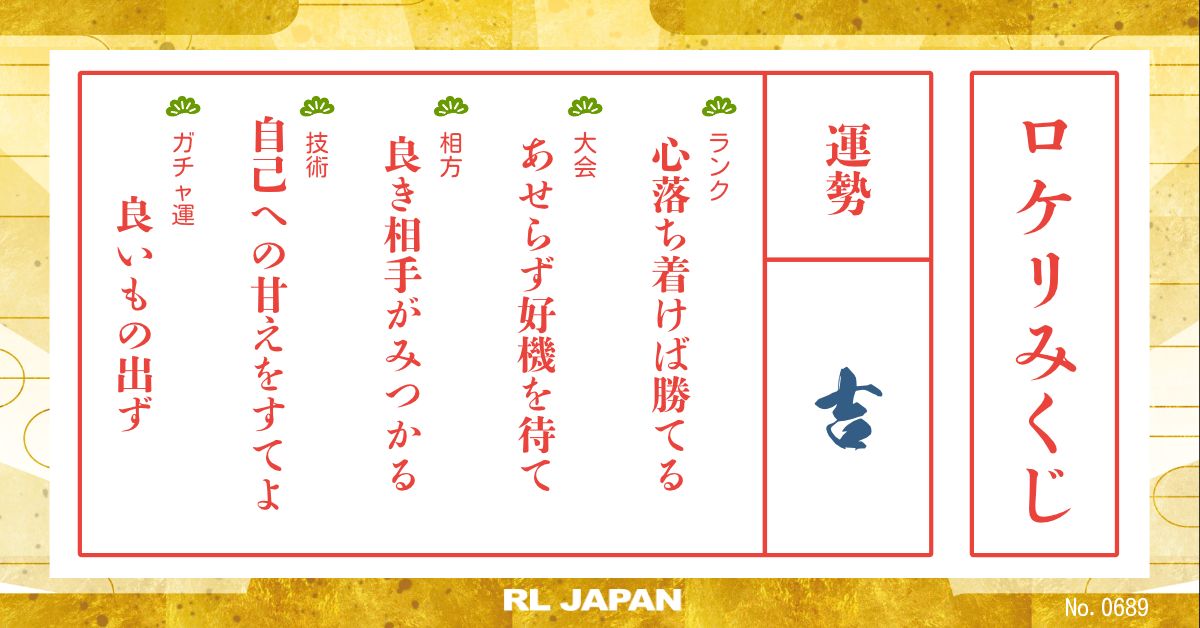 ロケリみくじ
運勢
吉
ランク
心落ち着けば勝てる
大会
あせらず好機を待て
相方
良き相手がみつかる
技術
自己への甘えをすてよ
ガチャ運
良いもの出ず
RL JAPAN
No. 0689